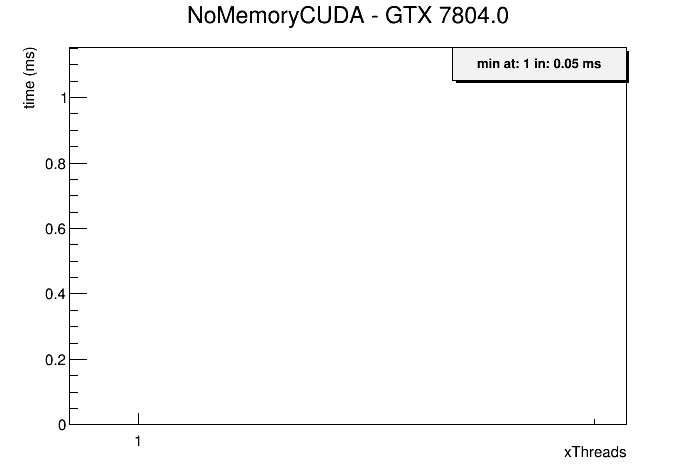 NoMemoryCUDA - GTX 7804.0
min at: 1 in: 0.05 ms
time (ms)
1
0.8
0.6
0.4
0.2
0
1
xThreads